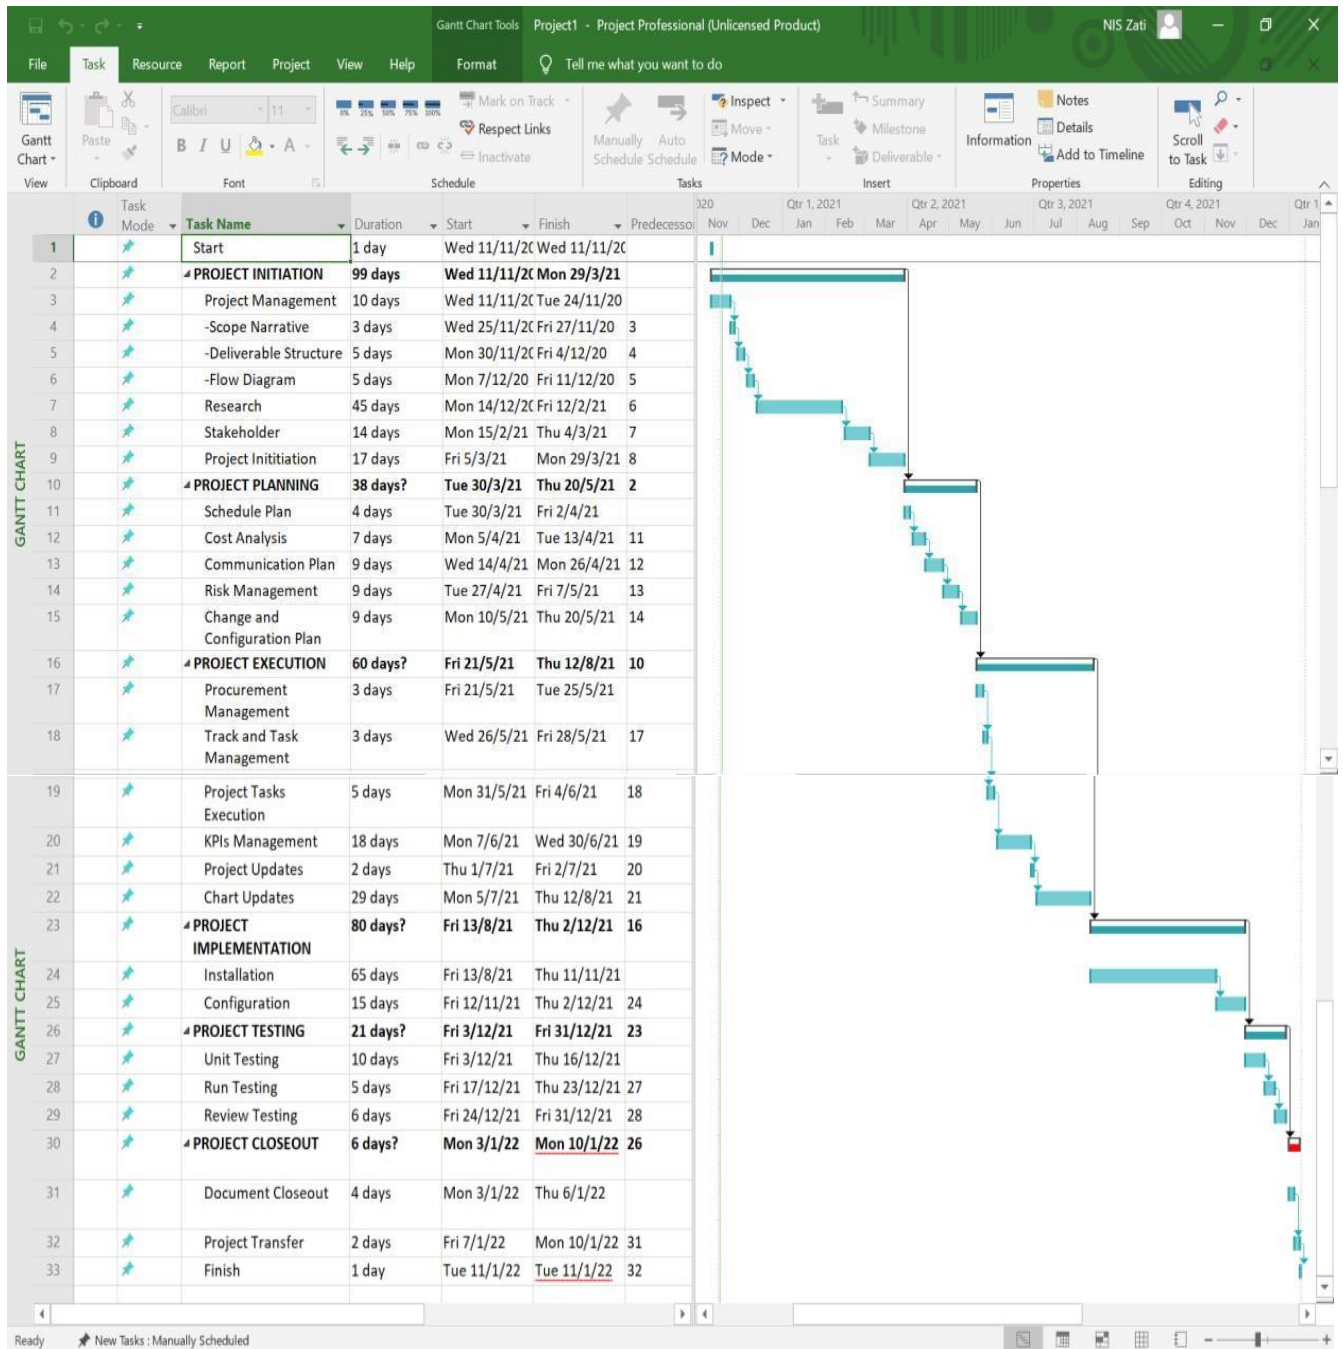 Gantt Chart Tools Project1 - Project Professional (Unlicensed Product) NIS Zati
File Task Resource Report Project View Help Format Tell me what you want to do
Gantt Chart
View
Paste
Clipboard
Calibri 11
B I U A
Font
0% 25% 50% 75% 100%
Mark on Track
Respect Links
Inactivate
Schedule
Manually Schedule
Auto Schedule
Inspect
Move
Mode
Tasks
Task
Summary
Milestone
Deliverable
Insert
Information
Notes
Details
Add to Timeline
Properties
Scroll to Task
Editing
Task Mode Task Name Duration Start Finish Predecessor
020 Qtr 1, 2021 Qtr 2, 2021 Qtr 3, 2021 Qtr 4, 2021 Qtr 1
Nov Dec Jan Feb Mar Apr May Jun Jul Aug Sep Oct Nov Dec Jan
GANTT CHART
1 Start 1 day Wed 11/11/20 Wed 11/11/20
2 PROJECT INITIATION 99 days Wed 11/11/20 Mon 29/3/21
3 Project Management 10 days Wed 11/11/20 Tue 24/11/20
4 -Scope Narrative 3 days Wed 25/11/20 Fri 27/11/20 3
5 -Deliverable Structure 5 days Mon 30/11/20 Fri 4/12/20 4
6 -Flow Diagram 5 days Mon 7/12/20 Fri 11/12/20 5
7 Research 45 days Mon 14/12/20 Fri 12/2/21 6
8 Stakeholder 14 days Mon 15/2/21 Thu 4/3/21 7
9 Project Inititiation 17 days Fri 5/3/21 Mon 29/3/21 8
10 PROJECT PLANNING 38 days? Tue 30/3/21 Thu 20/5/21 2
11 Schedule Plan 4 days Tue 30/3/21 Fri 2/4/21
12 Cost Analysis 7 days Mon 5/4/21 Tue 13/4/21 11
13 Communication Plan 9 days Wed 14/4/21 Mon 26/4/21 12
14 Risk Management 9 days Tue 27/4/21 Fri 7/5/21 13
15 Change and 9 days Mon 10/5/21 Thu 20/5/21 14
Configuration Plan
16 PROJECT EXECUTION 60 days? Fri 21/5/21 Thu 12/8/21 10
17 Procurement 3 days Fri 21/5/21 Tue 25/5/21
Management
18 Track and Task 3 days Wed 26/5/21 Fri 28/5/21 17
Management
GANTT CHART
19 Project Tasks 5 days Mon 31/5/21 Fri 4/6/21 18
Execution
20 KPIs Management 18 days Mon 7/6/21 Wed 30/6/21 19
21 Project Updates 2 days Thu 1/7/21 Fri 2/7/21 20
22 Chart Updates 29 days Mon 5/7/21 Thu 12/8/21 21
23 PROJECT 80 days? Fri 13/8/21 Thu 2/12/21 16
IMPLEMENTATION
24 Installation 65 days Fri 13/8/21 Thu 11/11/21
25 Configuration 15 days Fri 12/11/21 Thu 2/12/21 24
26 PROJECT TESTING 21 days? Fri 3/12/21 Fri 31/12/21 23
27 Unit Testing 10 days Fri 3/12/21 Thu 16/12/21
28 Run Testing 5 days Fri 17/12/21 Thu 23/12/21 27
29 Review Testing 6 days Fri 24/12/21 Fri 31/12/21 28
30 PROJECT CLOSEOUT 6 days? Mon 3/1/22 Mon 10/1/22 26
31 Document Closeout 4 days Mon 3/1/22 Thu 6/1/22
32 Project Transfer 2 days Fri 7/1/22 Mon 10/1/22 31
33 Finish 1 day Tue 11/1/22 Tue 11/1/22 32
Ready New Tasks : Manually Scheduled